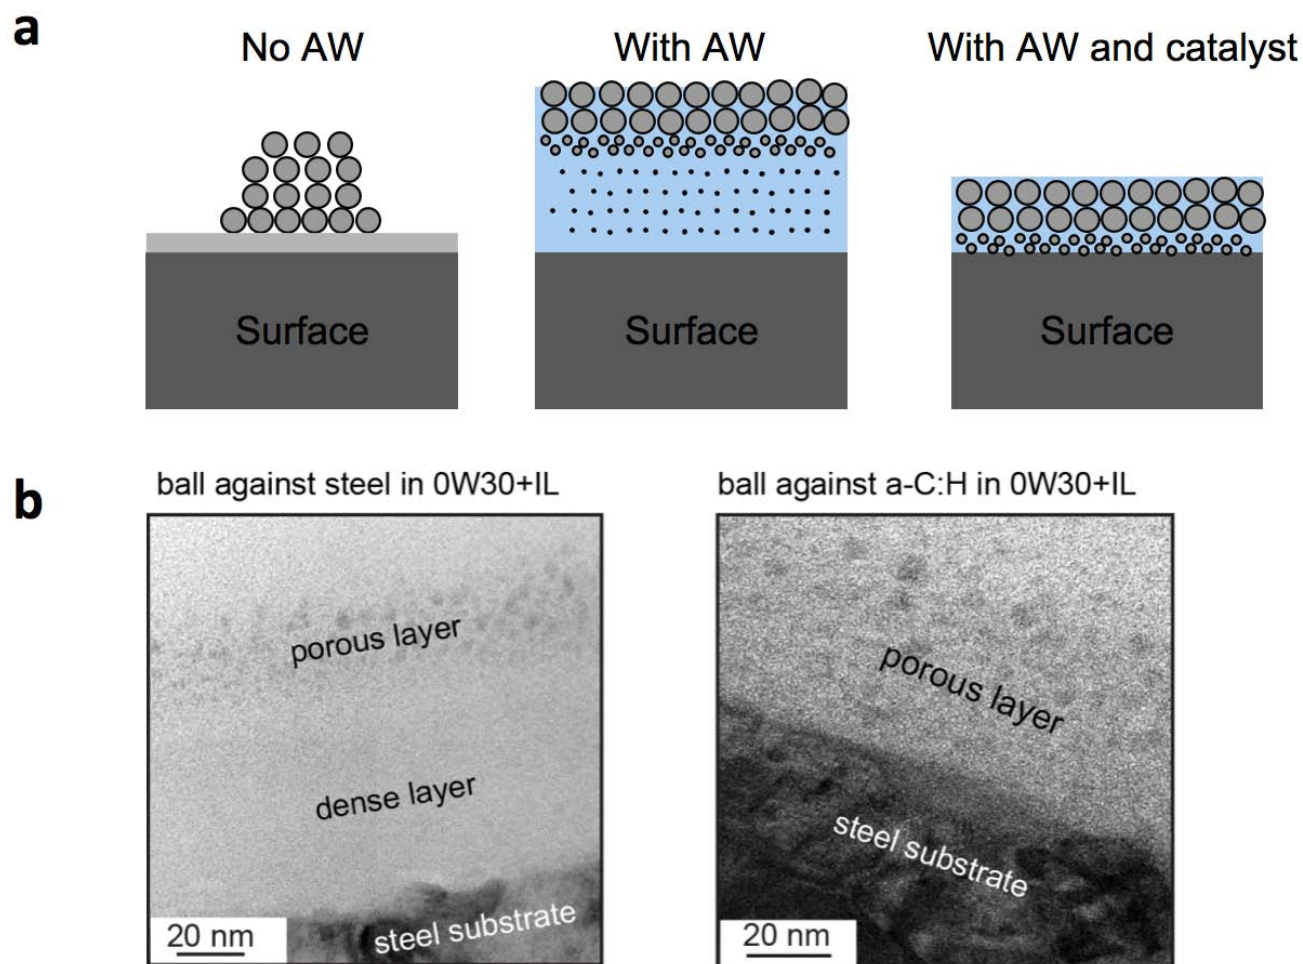 a
No AW
With AW
With AW and catalyst
Surface
Surface
Surface
b
ball against steel in 0W30+IL
ball against a-C:H in 0W30+IL
porous layer
dense layer
steel substrate
20 nm
porous layer
steel substrate
20 nm